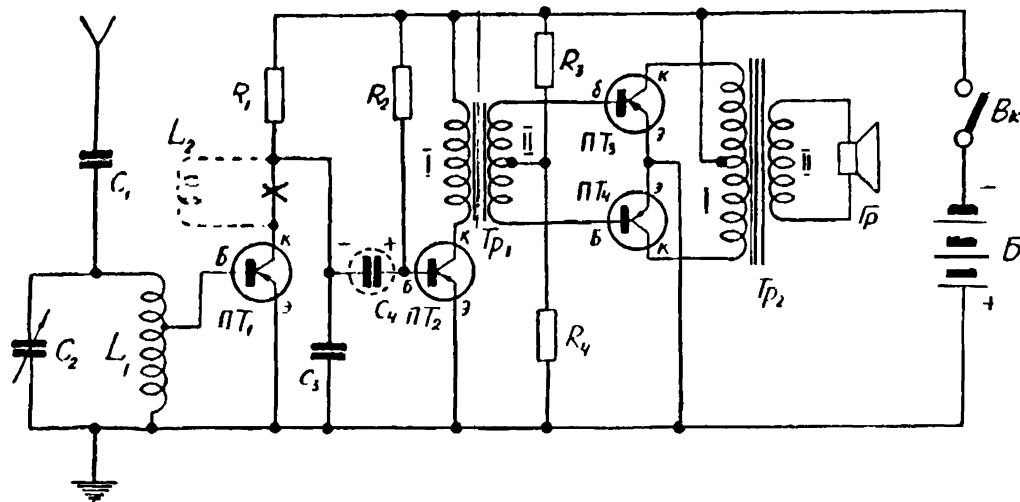 C₁
C₂
L₁
L₂
R₁
Б
к
э
ПТ₁
C₃
-
+
C₄
R₂
б
к
э
ПТ₂
I
II
Тр₁
R₃
R₄
б
к
э
ПТ₃
ПТ₄
Б
э
к
I
II
Тр₂
Гр
Вк
-
Б
+